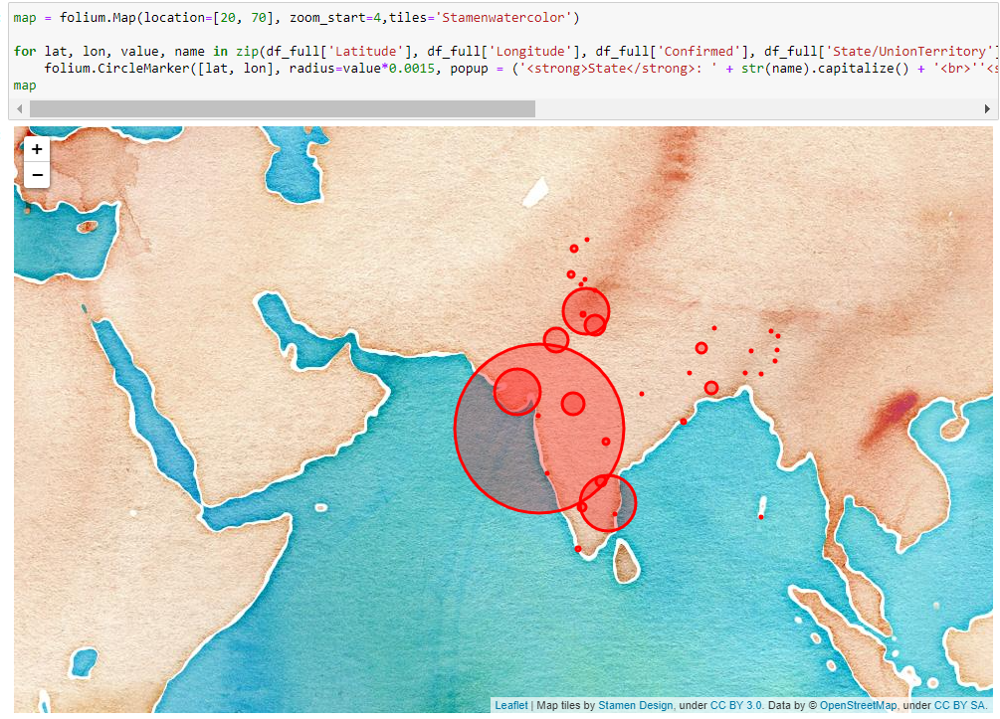 map = folium.Map(location=[20, 70], zoom_start=4,tiles='Stamenwatercolor')
for lat, lon, value, name in zip(df_full['Latitude'], df_full['Longitude'], df_full['Confirmed'], df_full['State/UnionTerritory']
    folium.CircleMarker([lat, lon], radius=value*0.0015, popup = ('<strong>State</strong>: ' + str(name).capitalize() + '<br>''<s
map
+
−
Leaflet | Map tiles by Stamen Design, under CC BY 3.0. Data by © OpenStreetMap, under CC BY SA.